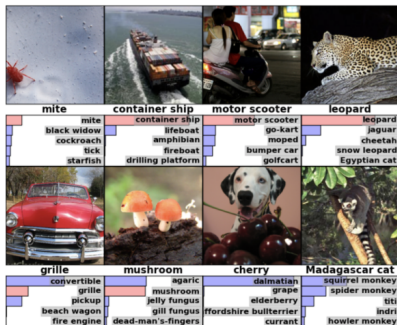 mite
container ship
motor scooter
leopard
mite
black widow
cockroach
tick
starfish
container ship
lifeboat
amphibian
fireboat
drilling platform
motor scooter
go-kart
moped
bumper car
golfcart
leopard
jaguar
cheetah
snow leopard
Egyptian cat
grille
mushroom
cherry
Madagascar cat
convertible
grille
pickup
beach wagon
fire engine
agaric
mushroom
jelly fungus
gill fungus
dead-man's-fingers
dalmatian
grape
elderberry
ffordshire bullterrier
currant
squirrel monkey
spider monkey
titi
indri
howler monkey